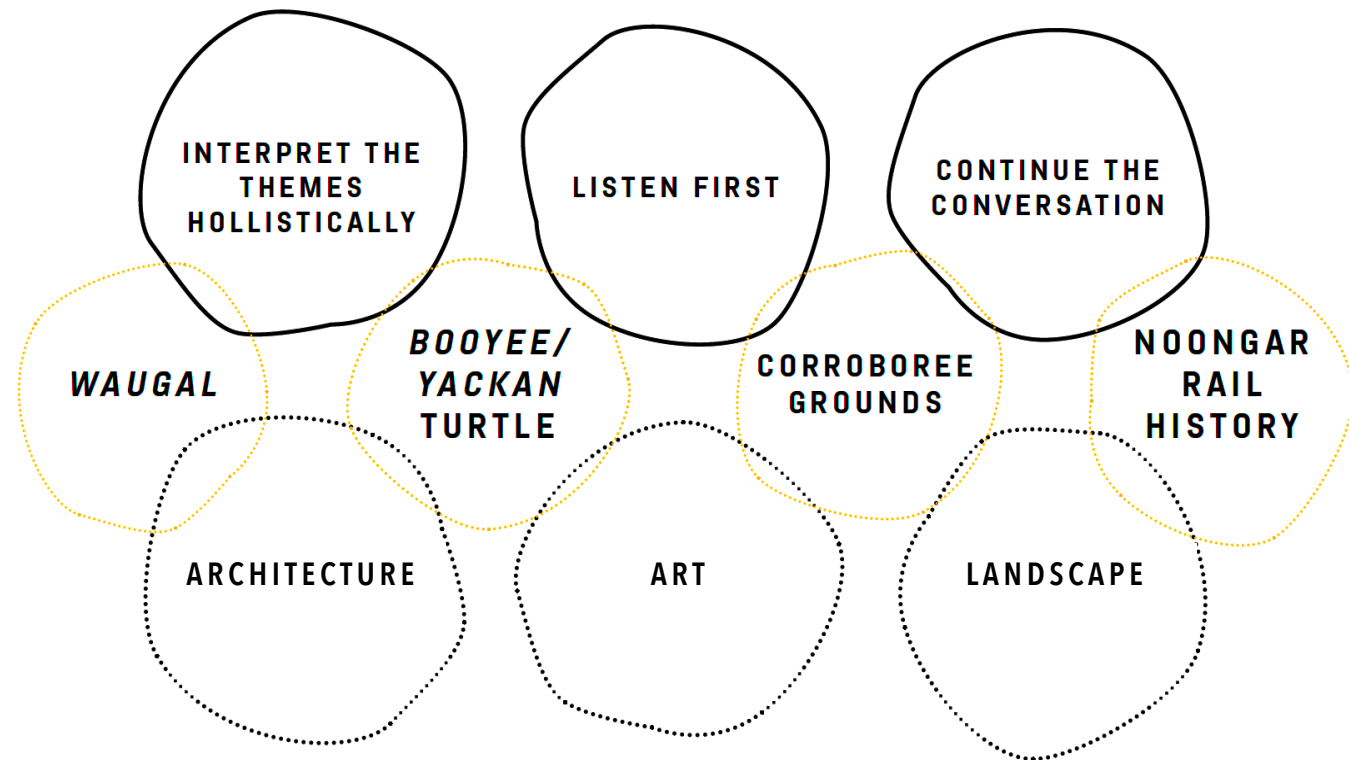 INTERPRET THE
THEMES
HOLLISTICALLY
LISTEN FIRST
CONTINUE THE
CONVERSATION
WAUGAL
BOOYEE/
YACKAN
TURTLE
CORROBOREE
GROUNDS
NOONGAR
RAIL
HISTORY
ARCHITECTURE
ART
LANDSCAPE